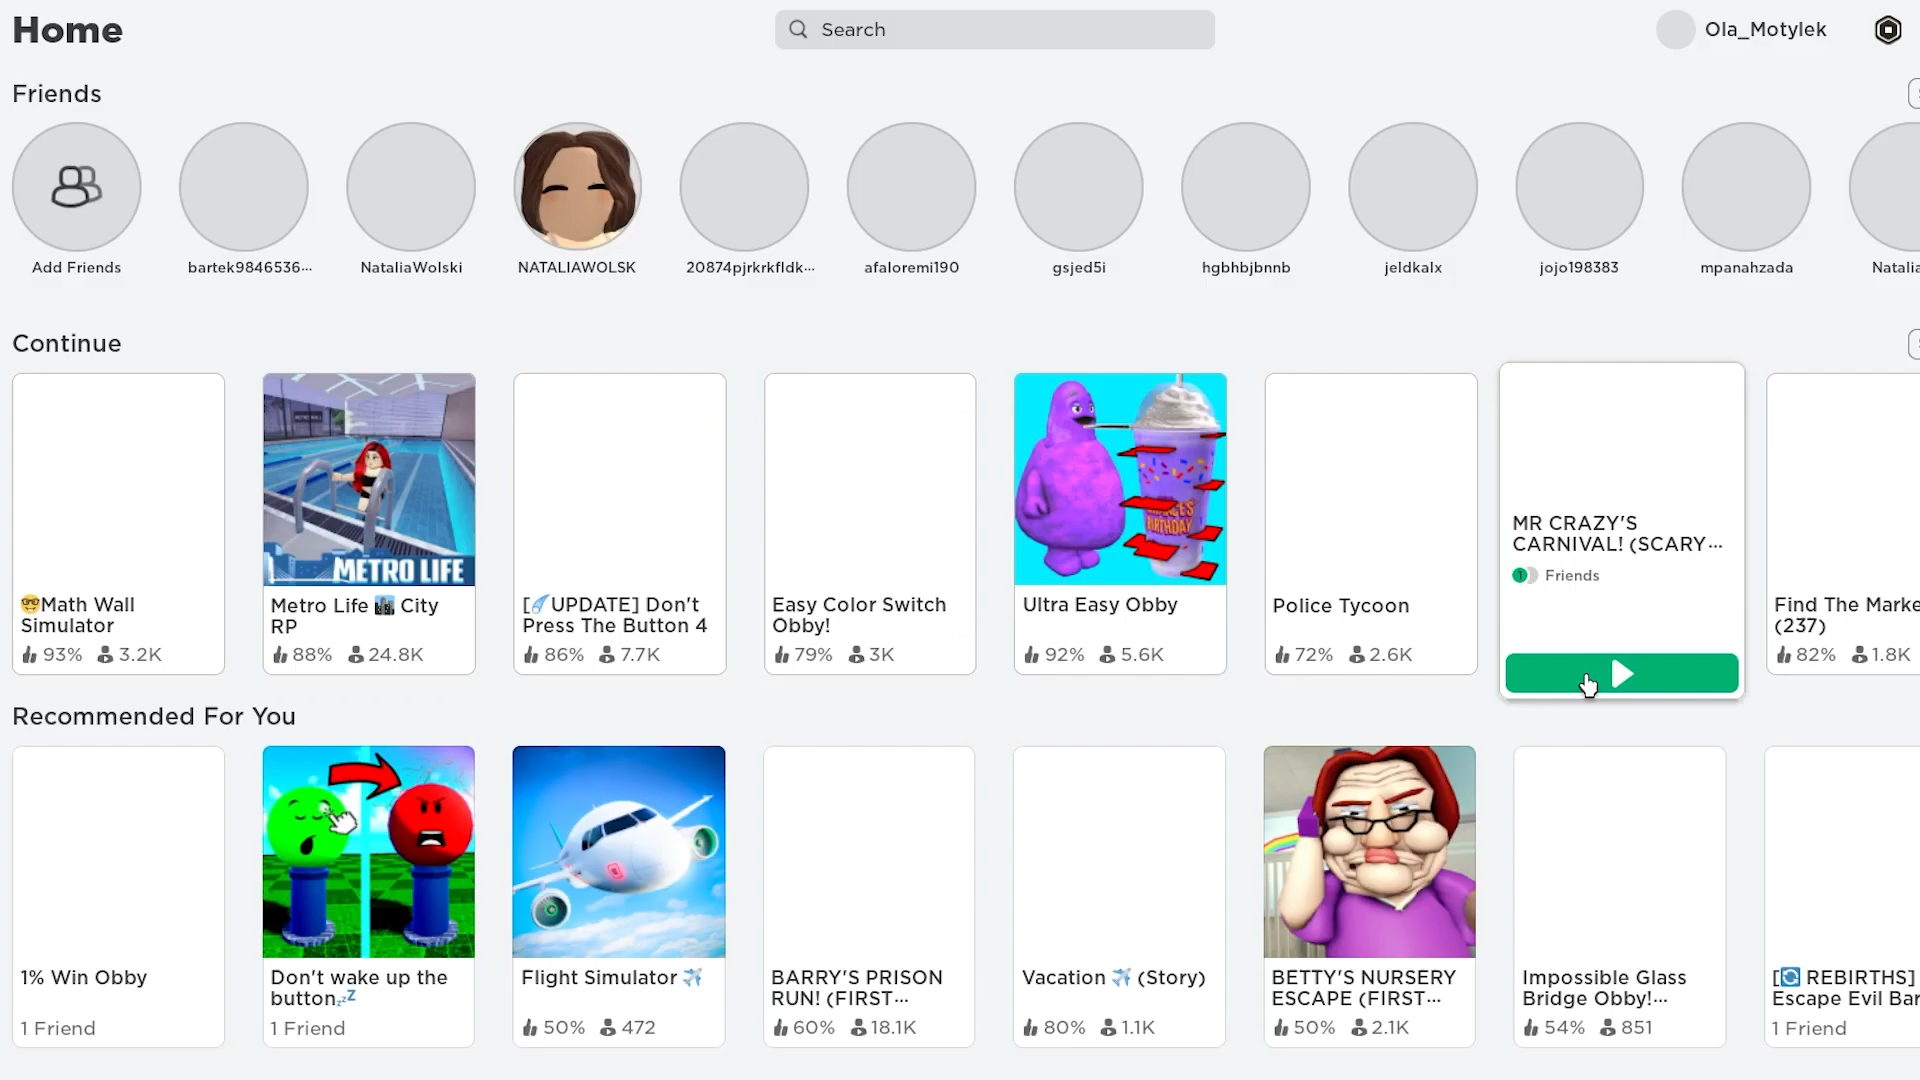 Home
Search
Ola_Motylek
Friends
Add Friends
bartek9846536...
NataliaWolski
NATALIAWOLSK
20874pjrkrkfldk...
afaloremi190
gsjed5i
hgbhbjbnnb
jeldkalx
jojo198383
mpanahzada
Natalia
Continue
METRO LIFE
BIRTHDAY
🤓Math Wall
Simulator
93% 3.2K
Metro Life 🏙️ City
RP
88% 24.8K
[☄️UPDATE] Don't
Press The Button 4
86% 7.7K
Easy Color Switch
Obby!
79% 3K
Ultra Easy Obby
92% 5.6K
Police Tycoon
72% 2.6K
MR CRAZY'S
CARNIVAL! (SCARY...
1 Friends
Find The Marke
(237)
82% 1.8K
Recommended For You
1% Win Obby
1 Friend
Don't wake up the
button💤
1 Friend
Flight Simulator ✈️
50% 472
BARRY'S PRISON
RUN! (FIRST...
60% 18.1K
Vacation ✈️ (Story)
80% 1.1K
BETTY'S NURSERY
ESCAPE (FIRST...
50% 2.1K
Impossible Glass
Bridge Obby!...
54% 851
[🔄 REBIRTHS]
Escape Evil Bar
1 Friend